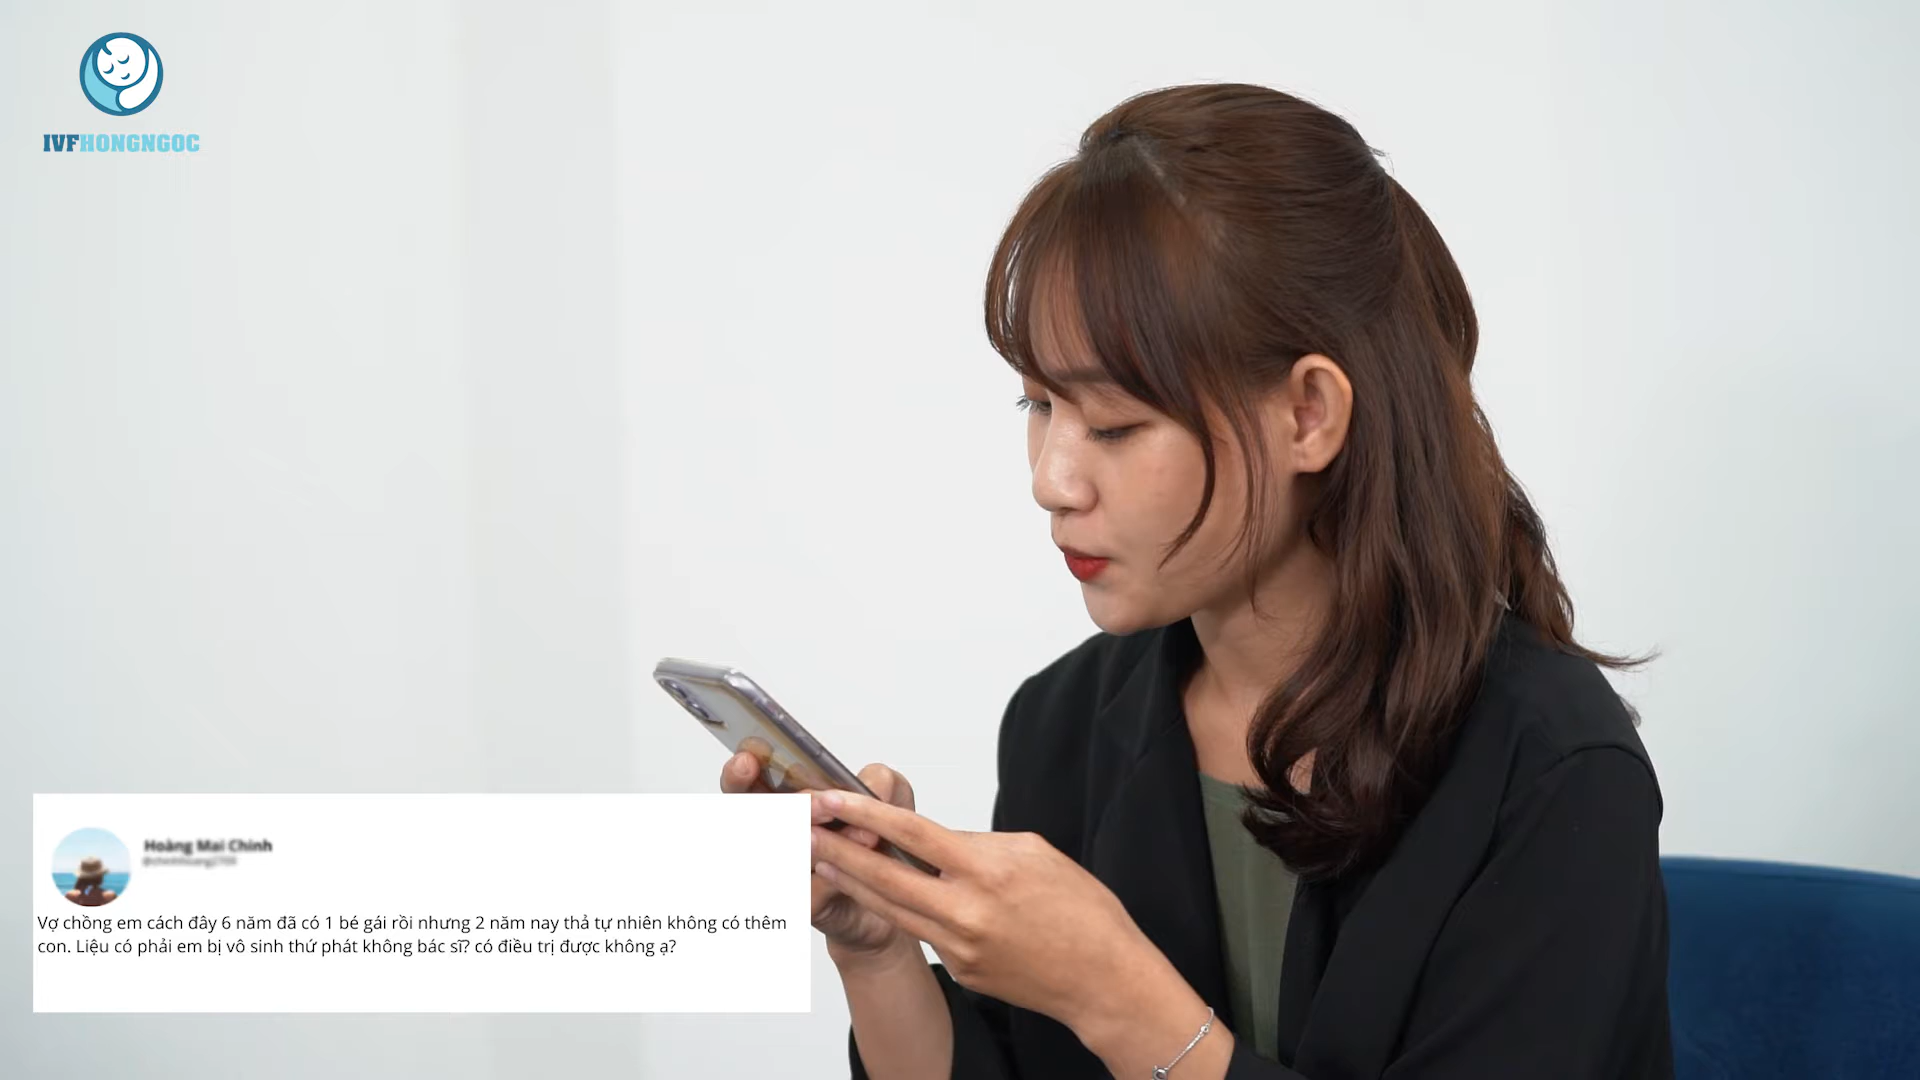 IVFHONGNGOC
Hoàng Mai Chinh
Vợ chồng em cách đây 6 năm đã có 1 bé gái rồi nhưng 2 năm nay thả tự nhiên không có thêm
con. Liệu có phải em bị vô sinh thứ phát không bác sĩ? có điều trị được không ạ?